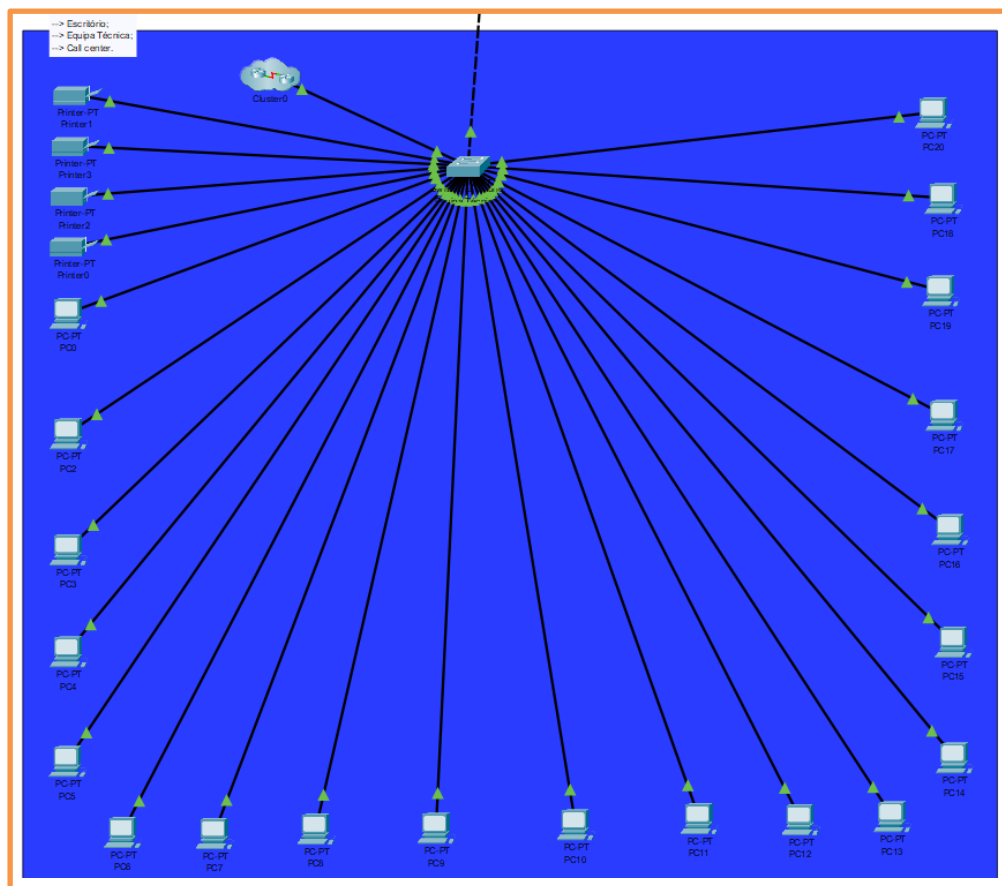 --> Escritório;
--> Equipa Técnica;
--> Call center.
Cluster0
Printer-PT
Printer1
Printer-PT
Printer3
Printer-PT
Printer2
Printer-PT
Printer0
PC-PT
PC0
PC-PT
PC2
PC-PT
PC3
PC-PT
PC4
PC-PT
PC5
PC-PT
PC6
PC-PT
PC7
PC-PT
PC8
PC-PT
PC9
PC-PT
PC10
PC-PT
PC11
PC-PT
PC12
PC-PT
PC13
PC-PT
PC14
PC-PT
PC15
PC-PT
PC16
PC-PT
PC17
PC-PT
PC19
PC-PT
PC18
PC-PT
PC20